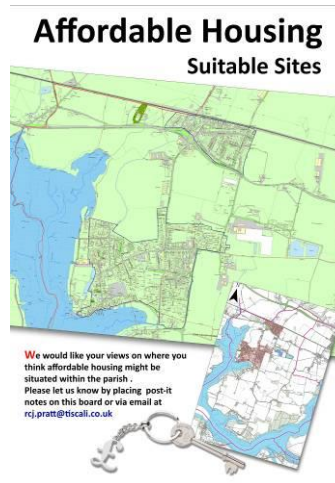 Affordable Housing
Suitable Sites
We would like your views on where you
think affordable housing might be
situated within the parish .
Please let us know by placing post-it
notes on this board or via email at
rcj.pratt@tiscali.co.uk